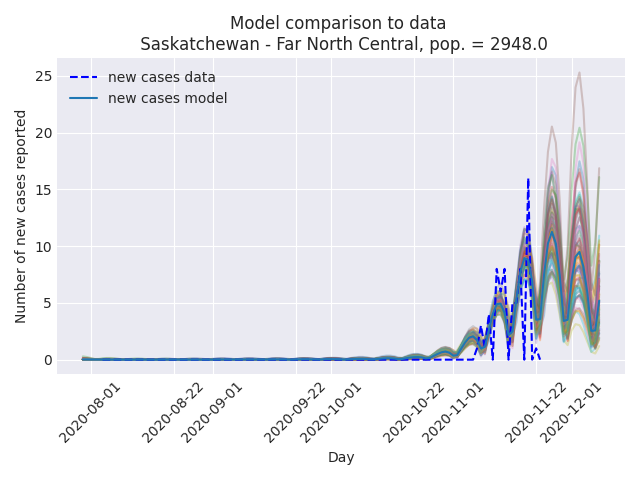 Model comparison to data
Saskatchewan - Far North Central, pop. = 2948.0
new cases data
new cases model
Number of new cases reported
25
20
15
10
5
0
2020-08-01
2020-08-22
2020-09-01
2020-09-22
2020-10-01
2020-10-22
2020-11-01
2020-11-22
2020-12-01
Day